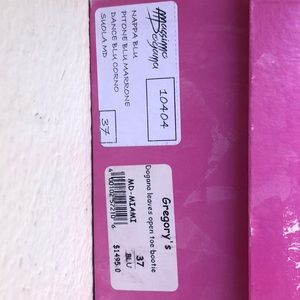 massimo
Dogana
NAPPA BLU
PITONE BLU MARRONE
DANCE BLU CORNO
SUOLA MD
10404
37
Gregory's
Dogana leaves open toe bootie
37
BLU
MD-MIAMI
$1495.0